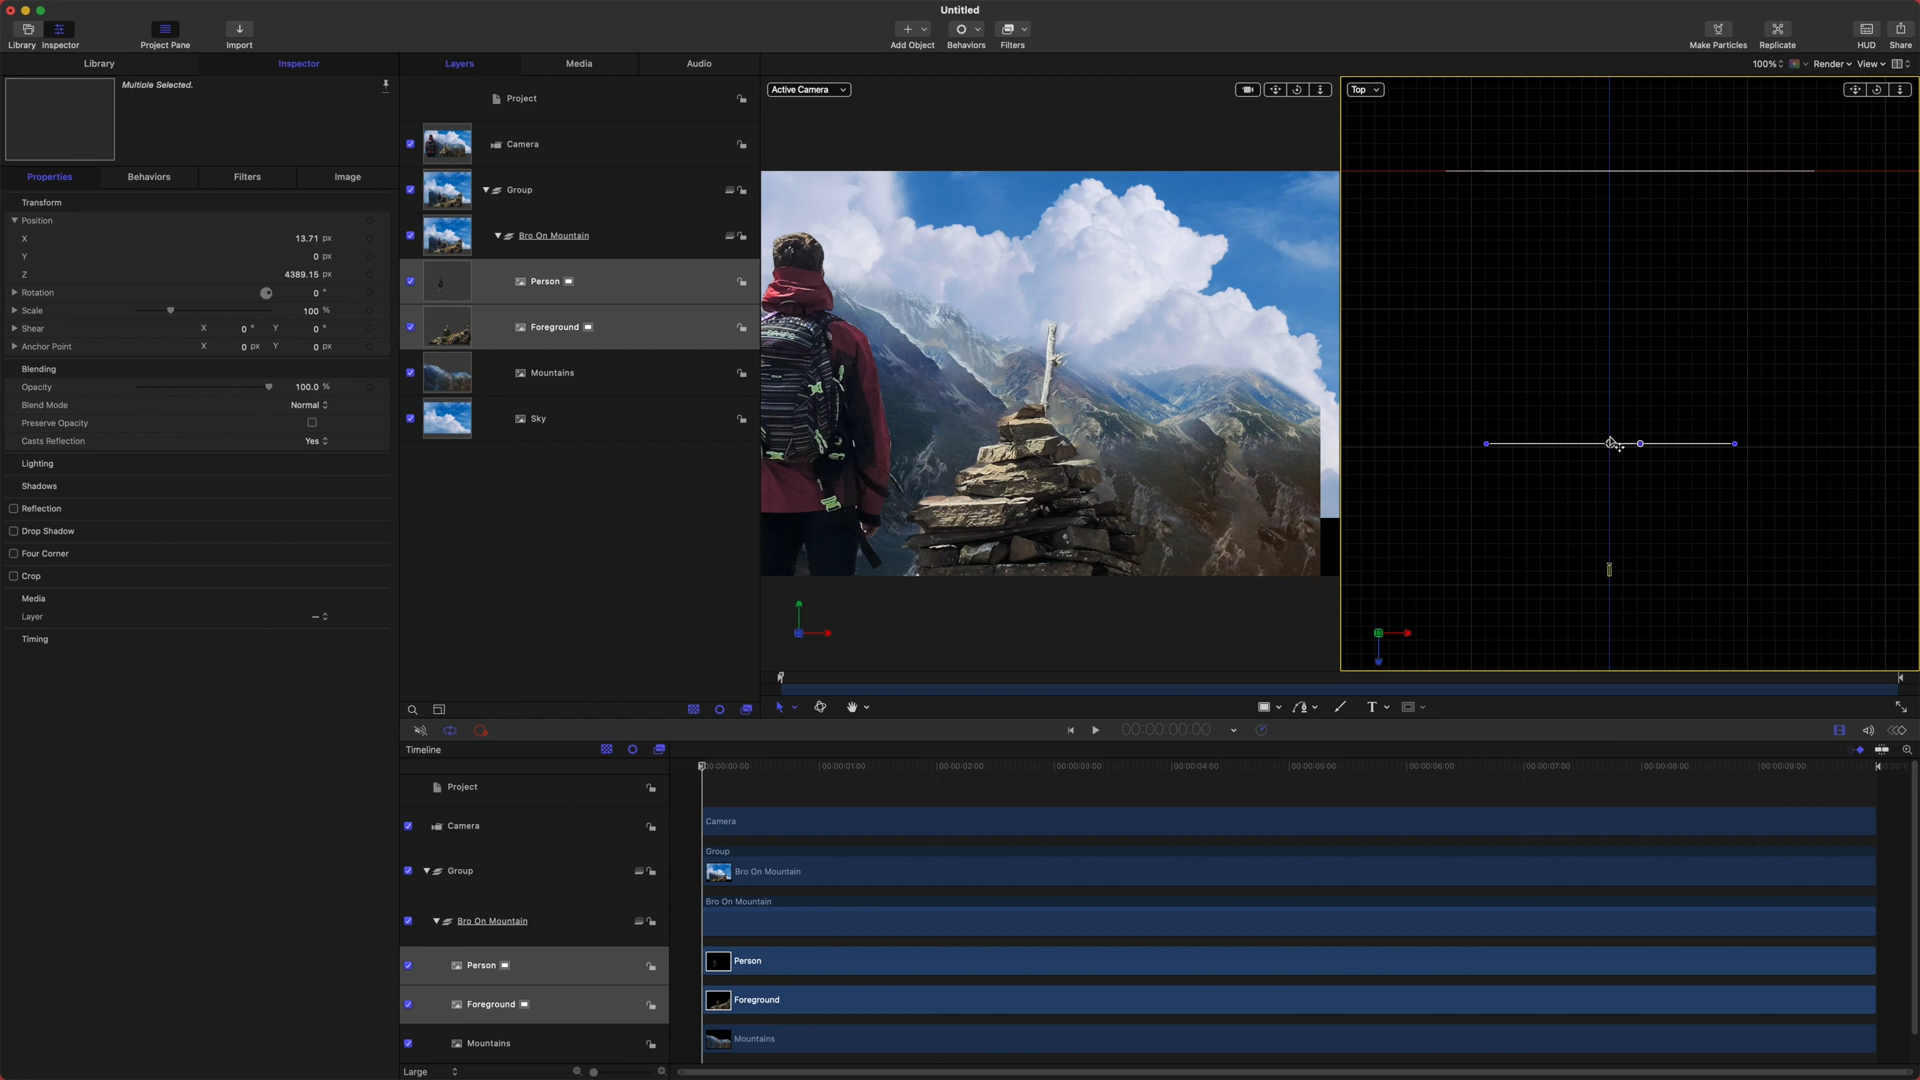 Untitled
Library
Inspector
Project Pane
Import
Add Object
Behaviors
Filters
Make Particles
Replicate
HUD
Share
Library
Inspector
Layers
Media
Audio
100%
Render
View
Multiple Selected.
Properties
Behaviors
Filters
Image
Transform
Position
X 13.71 px
Y 0 px
Z 4389.15 px
Rotation 0 °
Scale 100 %
Shear X 0 ° Y 0 °
Anchor Point X 0 px Y 0 px
Blending
Opacity 100.0 %
Blend Mode Normal
Preserve Opacity
Casts Reflection Yes
Lighting
Shadows
Reflection
Drop Shadow
Four Corner
Crop
Media
Layer –
Timing
Project
Camera
Group
Bro On Mountain
Person
Foreground
Mountains
Sky
Active Camera
Top
T
00:00:00:00
Timeline
00:00:00:00
00:00:01:00
00:00:02:00
00:00:03:00
00:00:04:00
00:00:05:00
00:00:06:00
00:00:07:00
00:00:08:00
00:00:09:00
Project
Camera
Camera
Group
Group
Bro On Mountain
Bro On Mountain
Bro On Mountain
Person
Person
Foreground
Foreground
Mountains
Mountains
Large